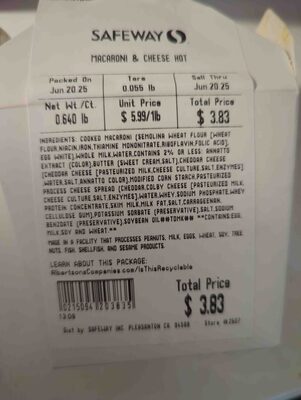 SAFEWAY
MACARONI & CHEESE HOT
Packed On Tare Sell Thru
Jun 20 25 0.055 lb Jun 20 25
Net Wt/Ct. Unit Price Total Price
0.640 lb $ 5.99/lb $ 3.83
INGREDIENTS: COOKED MACARONI (SEMOLINA WHEAT FLOUR (WHEAT
FLOUR,NIACIN,IRON,THIAMINE MONONITRATE,RIBOFLAVIN,FOLIC ACID),
EGG WHITE),WHOLE MILK,WATER,CONTAINS 2% OR LESS: ANNATTO
EXTRACT (COLOR),BUTTER (SWEET CREAM,SALT),CHEDDAR CHEESE
(CHEDDAR CHEESE (PASTEURIZED MILK,CHEESE CULTURE,SALT,ENZYMES)
WATER,SALT,ANNATTO COLOR),MODIFIED CORN STARCH,PASTEURIZED
PROCESS CHEESE SPREAD (CHEDDAR,COLBY CHEESE (PASTEURIZED MILK,
CHEESE CULTURE,SALT,ENZYMES),WATER,WHEY,SODIUM PHOSPHATE,WHEY
PROTEIN CONCENTRATE,SKIM MILK,MILK FAT,SALT,CARRAGEENAN,
CELLULOSE GUM),POTASSIUM SORBATE (PRESERVATIVE),SALT,SODIUM
BENZOATE (PRESERVATIVE),SOYBEAN OIL **CONTAINS:EGG,
MILK,SOY AND WHEAT**
MADE IN A FACILITY THAT PROCESSES PEANUTS, MILK, EGGS, WHEAT, SOY, TREE
NUTS, FISH, SHELLFISH, AND SESAME PRODUCTS.
LEARN ABOUT THIS PACKAGE:
AlbertsonsCompanies.com/IsThisRecyclable
Total Price
$ 3.83
13:09
Dist by SAFEWAY INC PLEASANTON CA 94588 Store #2607